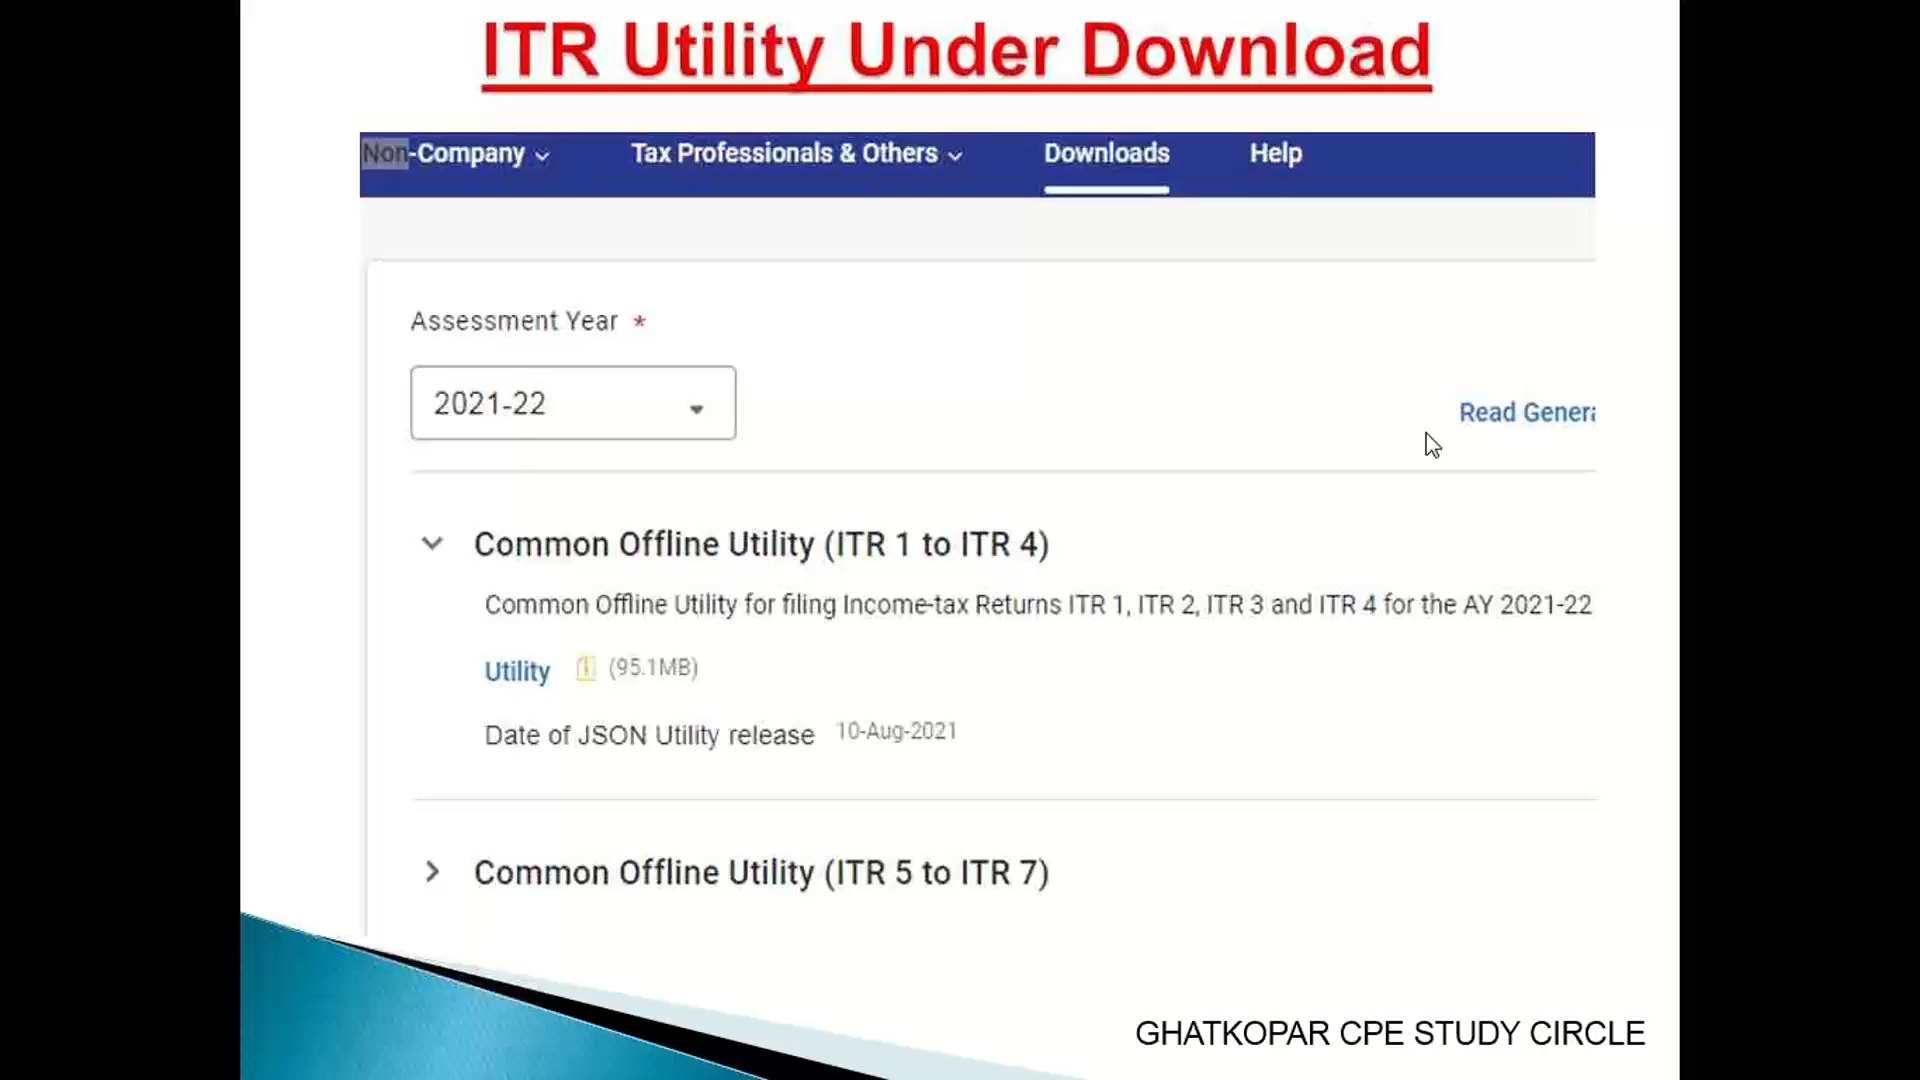 ITR Utility Under Download
Non-Company Tax Professionals & Others Downloads Help
Assessment Year *
2021-22
Read Genera
Common Offline Utility (ITR 1 to ITR 4)
Common Offline Utility for filing Income-tax Returns ITR 1, ITR 2, ITR 3 and ITR 4 for the AY 2021-22
Utility (95.1MB)
Date of JSON Utility release 10-Aug-2021
Common Offline Utility (ITR 5 to ITR 7)
GHATKOPAR CPE STUDY CIRCLE